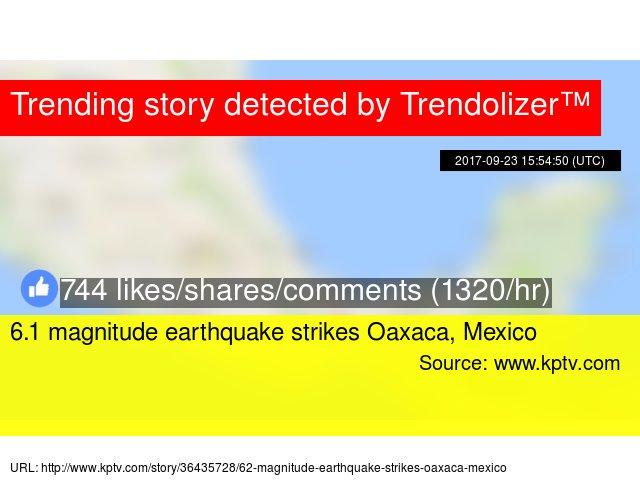 Trending story detected by Trendolizer™
2017-09-23 15:54:50 (UTC)
744 likes/shares/comments (1320/hr)
6.1 magnitude earthquake strikes Oaxaca, Mexico
Source: www.kptv.com
URL: http://www.kptv.com/story/36435728/62-magnitude-earthquake-strikes-oaxaca-mexico